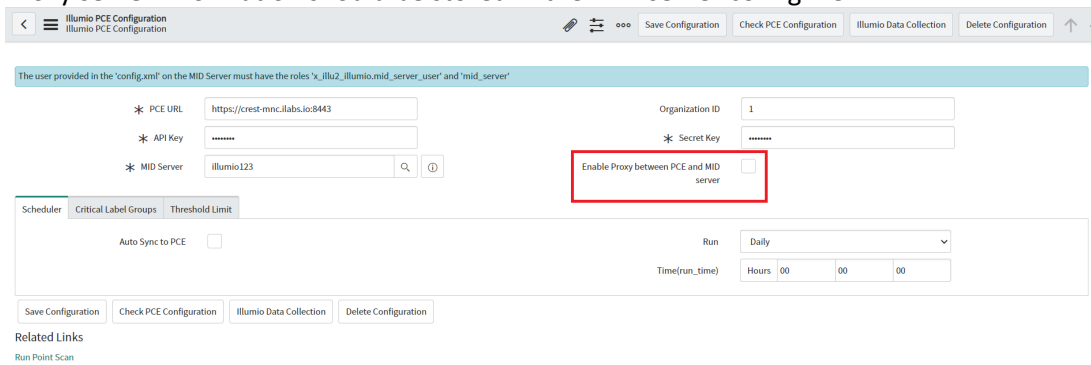 Illumio PCE Configuration
Illumio PCE Configuration
Save Configuration Check PCE Configuration Illumio Data Collection Delete Configuration
The user provided in the 'config.xml' on the MID Server must have the roles 'x_illu2_illumio.mid_server_user' and 'mid_server'
PCE URL https://crest-mnc.ilabs.io:8443 Organization ID 1
API Key •••••••• Secret Key ••••••••
MID Server illumio123 Enable Proxy between PCE and MID
server
Scheduler Critical Label Groups Threshold Limit
Auto Sync to PCE Run Daily
Time(run_time) Hours 00 00 00
Save Configuration Check PCE Configuration Illumio Data Collection Delete Configuration
Related Links
Run Point Scan